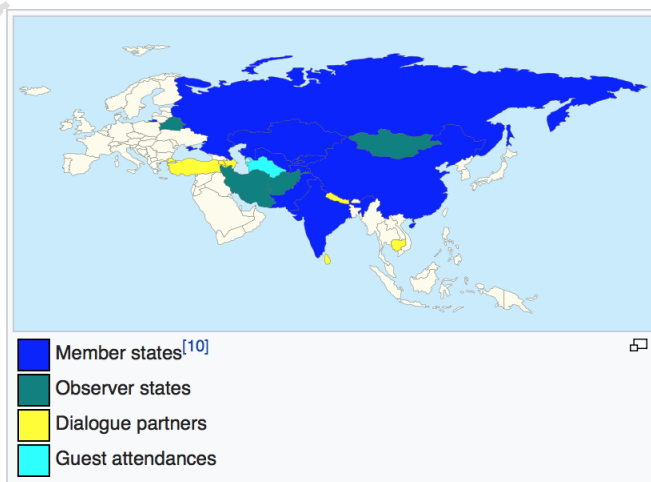 Member states[10]
Observer states
Dialogue partners
Guest attendances